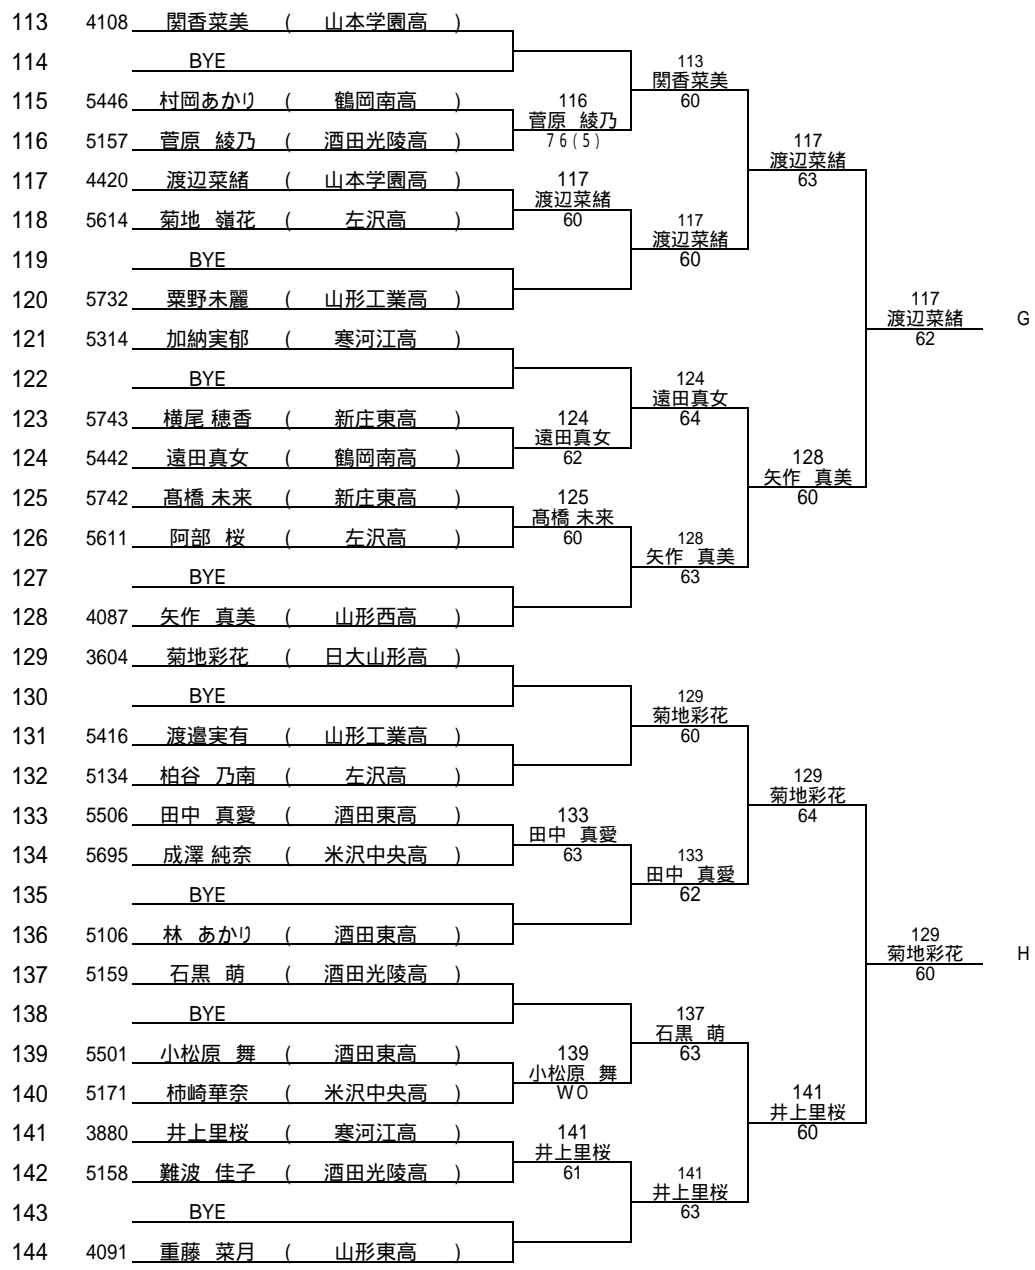 113 4108 関香菜美 ( 山本学園高 )
114 BYE
113
関香菜美
60
115 5446 村岡あかり ( 鶴岡南高 )
116
菅原 綾乃
76(5)
116 5157 菅原 綾乃 ( 酒田光陵高 )
117
渡辺菜緒
63
117 4420 渡辺菜緒 ( 山本学園高 )
117
渡辺菜緒
60
118 5614 菊地 嶺花 ( 左沢高 )
117
渡辺菜緒
60
119 BYE
120 5732 粟野未麗 ( 山形工業高 )
117
渡辺菜緒 G
62
121 5314 加納実郁 ( 寒河江高 )
122 BYE
124
遠田真女
64
123 5743 横尾 穂香 ( 新庄東高 )
124
遠田真女
62
124 5442 遠田真女 ( 鶴岡南高 )
128
矢作 真美
60
125 5742 髙橋 未来 ( 新庄東高 )
125
髙橋 未来
60
126 5611 阿部 桜 ( 左沢高 )
128
矢作 真美
63
127 BYE
128 4087 矢作 真美 ( 山形西高 )
129 3604 菊地彩花 ( 日大山形高 )
130 BYE
129
菊地彩花
60
131 5416 渡邉実有 ( 山形工業高 )
132 5134 柏谷 乃南 ( 左沢高 )
129
菊地彩花
64
133 5506 田中 真愛 ( 酒田東高 )
133
田中 真愛
63
134 5695 成澤 純奈 ( 米沢中央高 )
133
田中 真愛
62
135 BYE
136 5106 林 あかり ( 酒田東高 )
129
菊地彩花 H
60
137 5159 石黒 萌 ( 酒田光陵高 )
138 BYE
137
石黒 萌
63
139 5501 小松原 舞 ( 酒田東高 )
139
小松原 舞
WO
140 5171 柿崎華奈 ( 米沢中央高 )
141
井上里桜
60
141 3880 井上里桜 ( 寒河江高 )
141
井上里桜
61
142 5158 難波 佳子 ( 酒田光陵高 )
141
井上里桜
63
143 BYE
144 4091 重藤 菜月 ( 山形東高 )